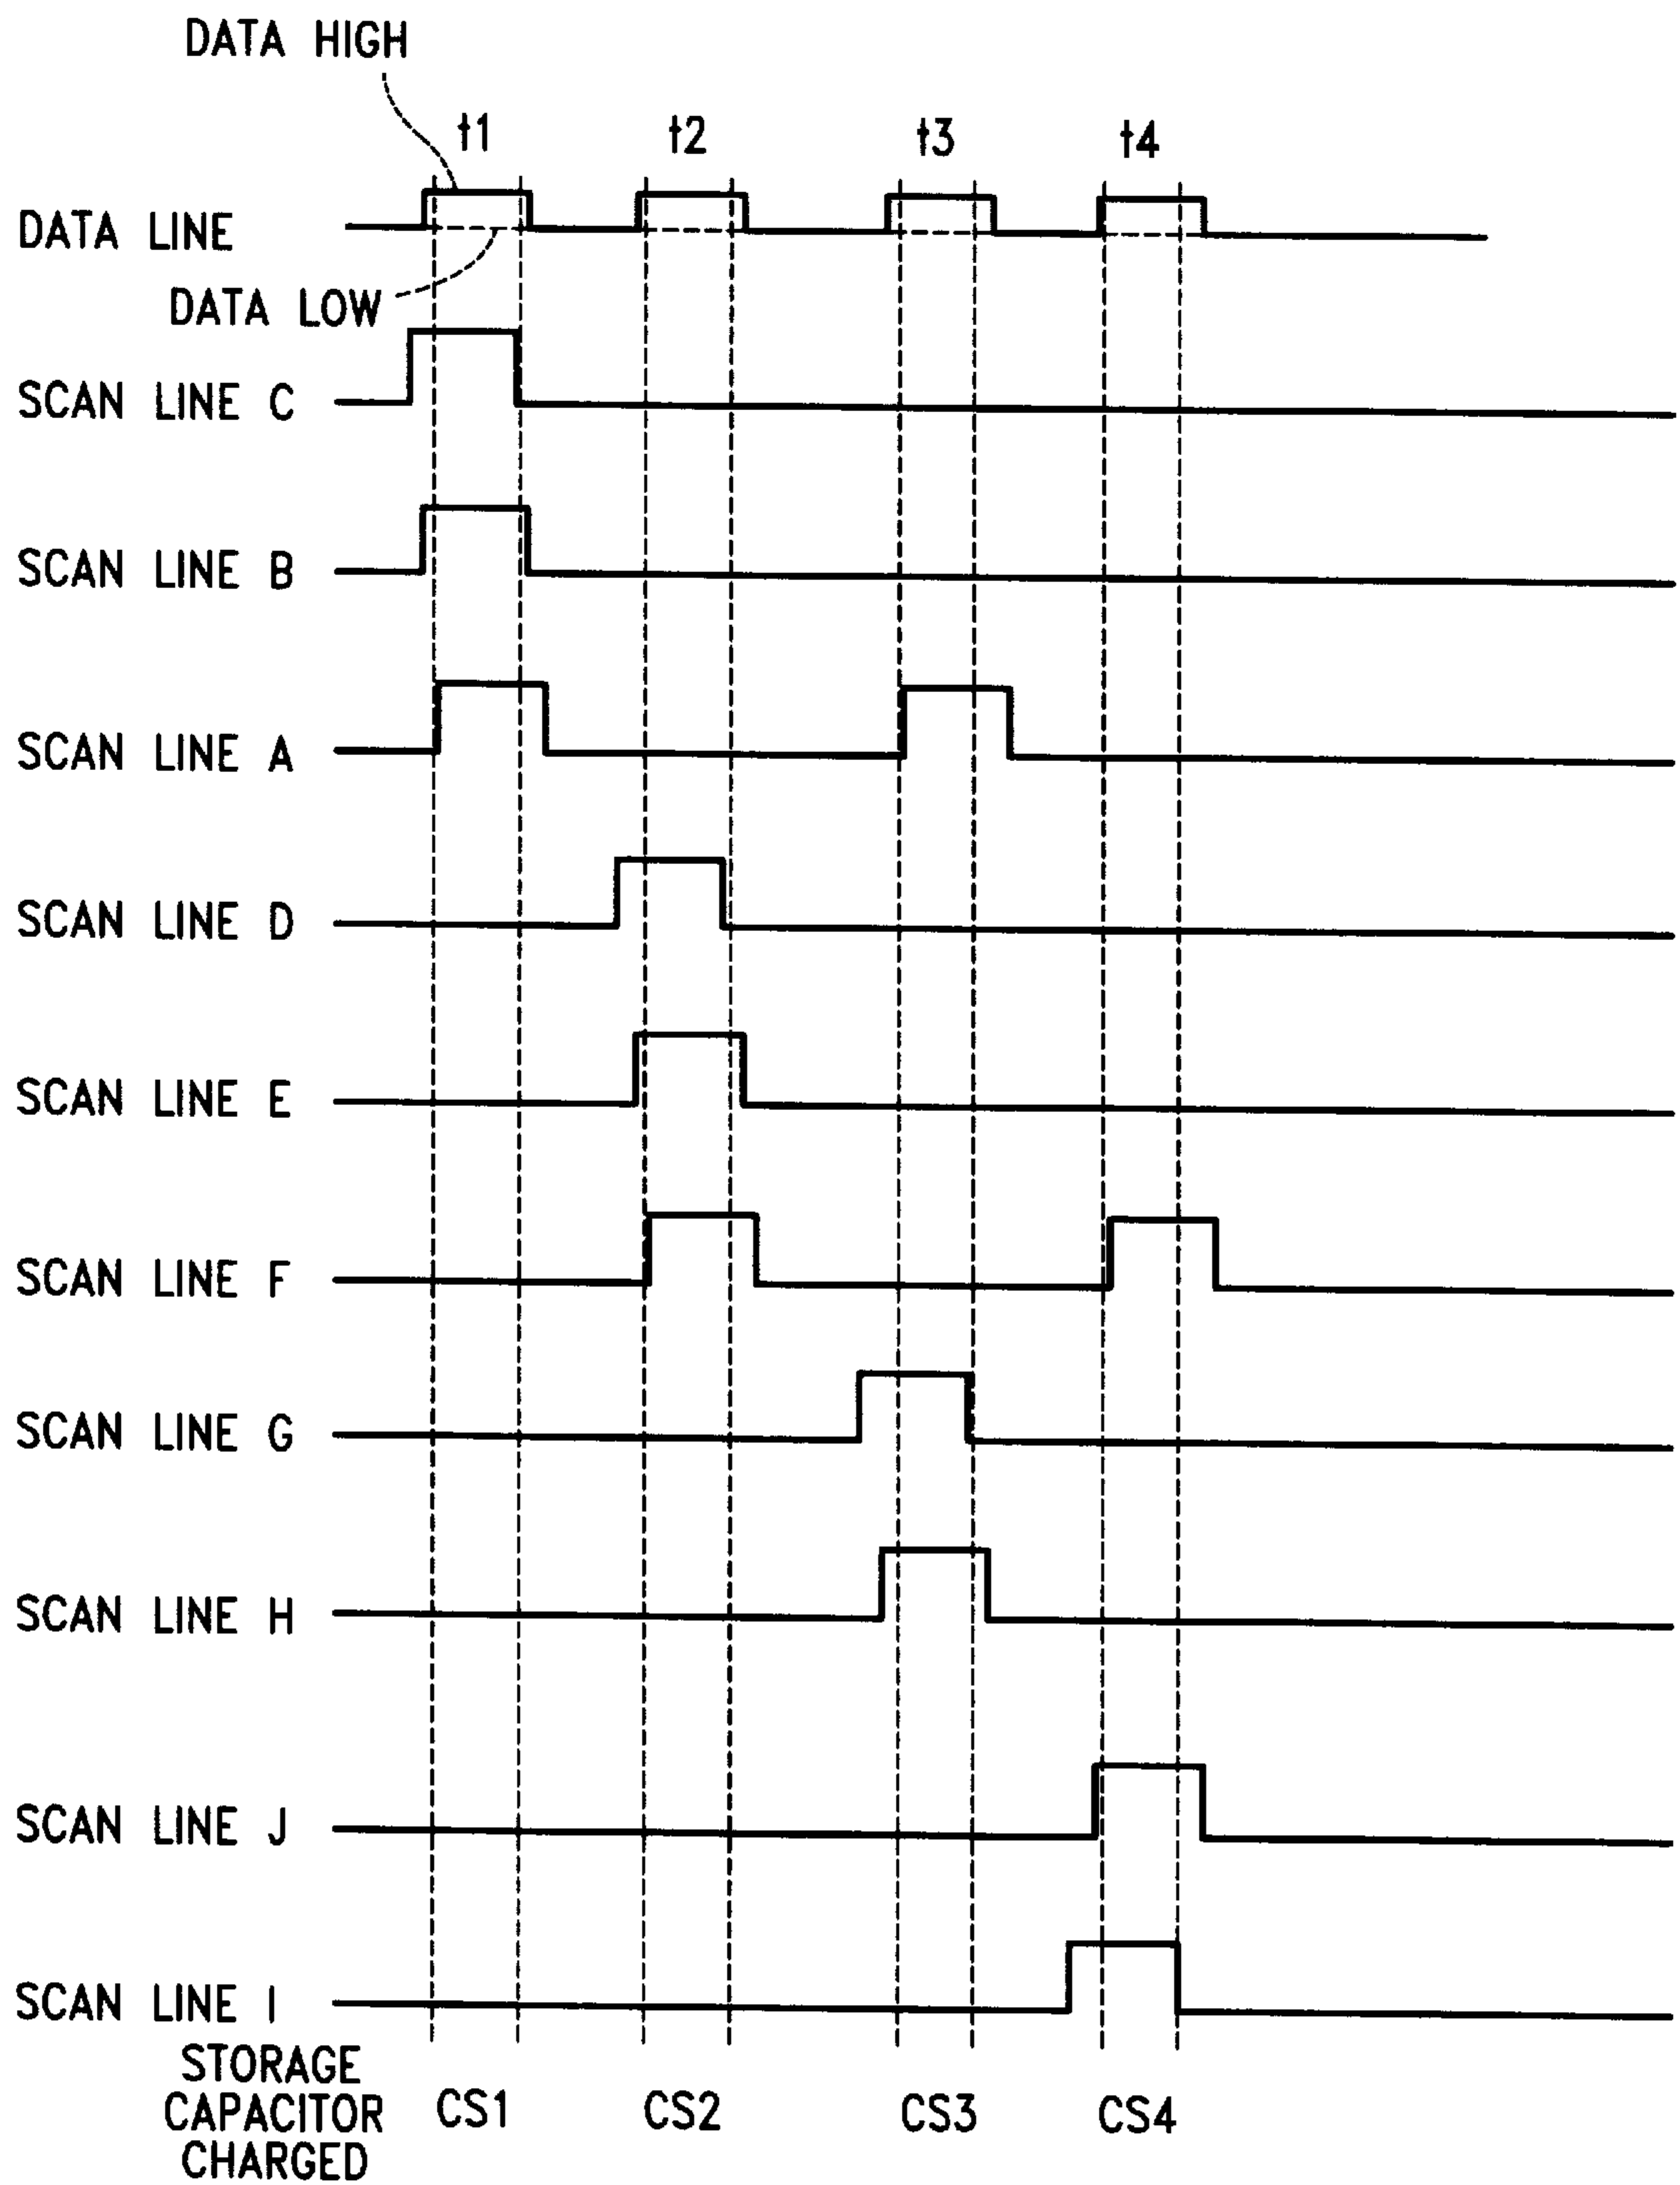 DATA HIGH
t1 t2 t3 t4
DATA LINE
DATA LOW
SCAN LINE C
SCAN LINE B
SCAN LINE A
SCAN LINE D
SCAN LINE E
SCAN LINE F
SCAN LINE G
SCAN LINE H
SCAN LINE J
SCAN LINE I
STORAGE
CAPACITOR
CHARGED
CS1 CS2 CS3 CS4